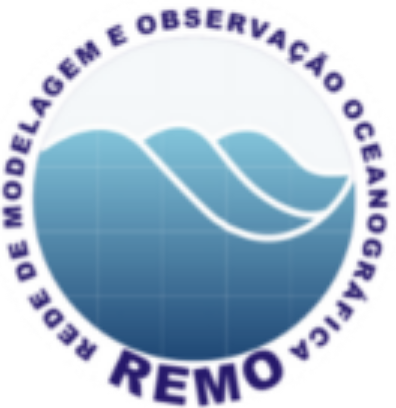 REDE DE MODELAGEM E OBSERVAÇÃO OCEANOGRÁFICA
REMO